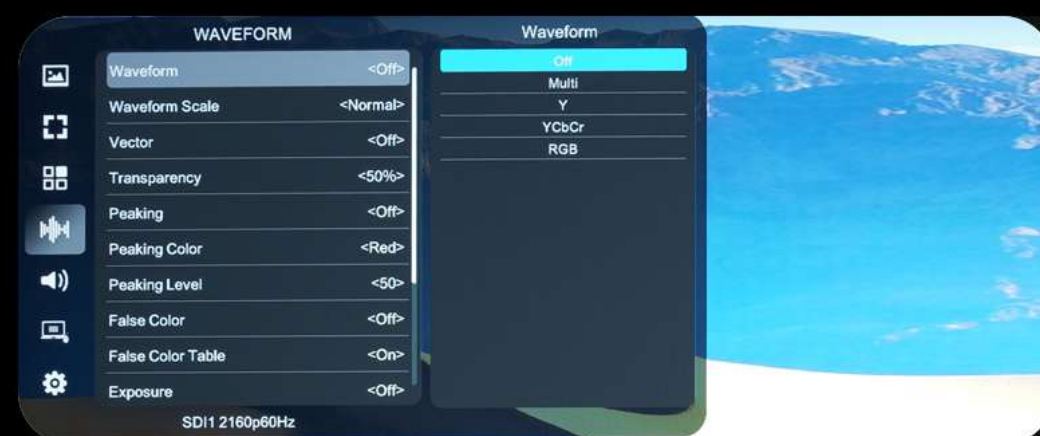 WAVEFORM
Waveform <Off>
Waveform Scale <Normal>
Vector <Off>
Transparency <50%>
Peaking <Off>
Peaking Color <Red>
Peaking Level <50>
False Color <Off>
False Color Table <On>
Exposure <Off>
SDI1 2160p60Hz
Waveform
Off
Multi
Y
YCbCr
RGB